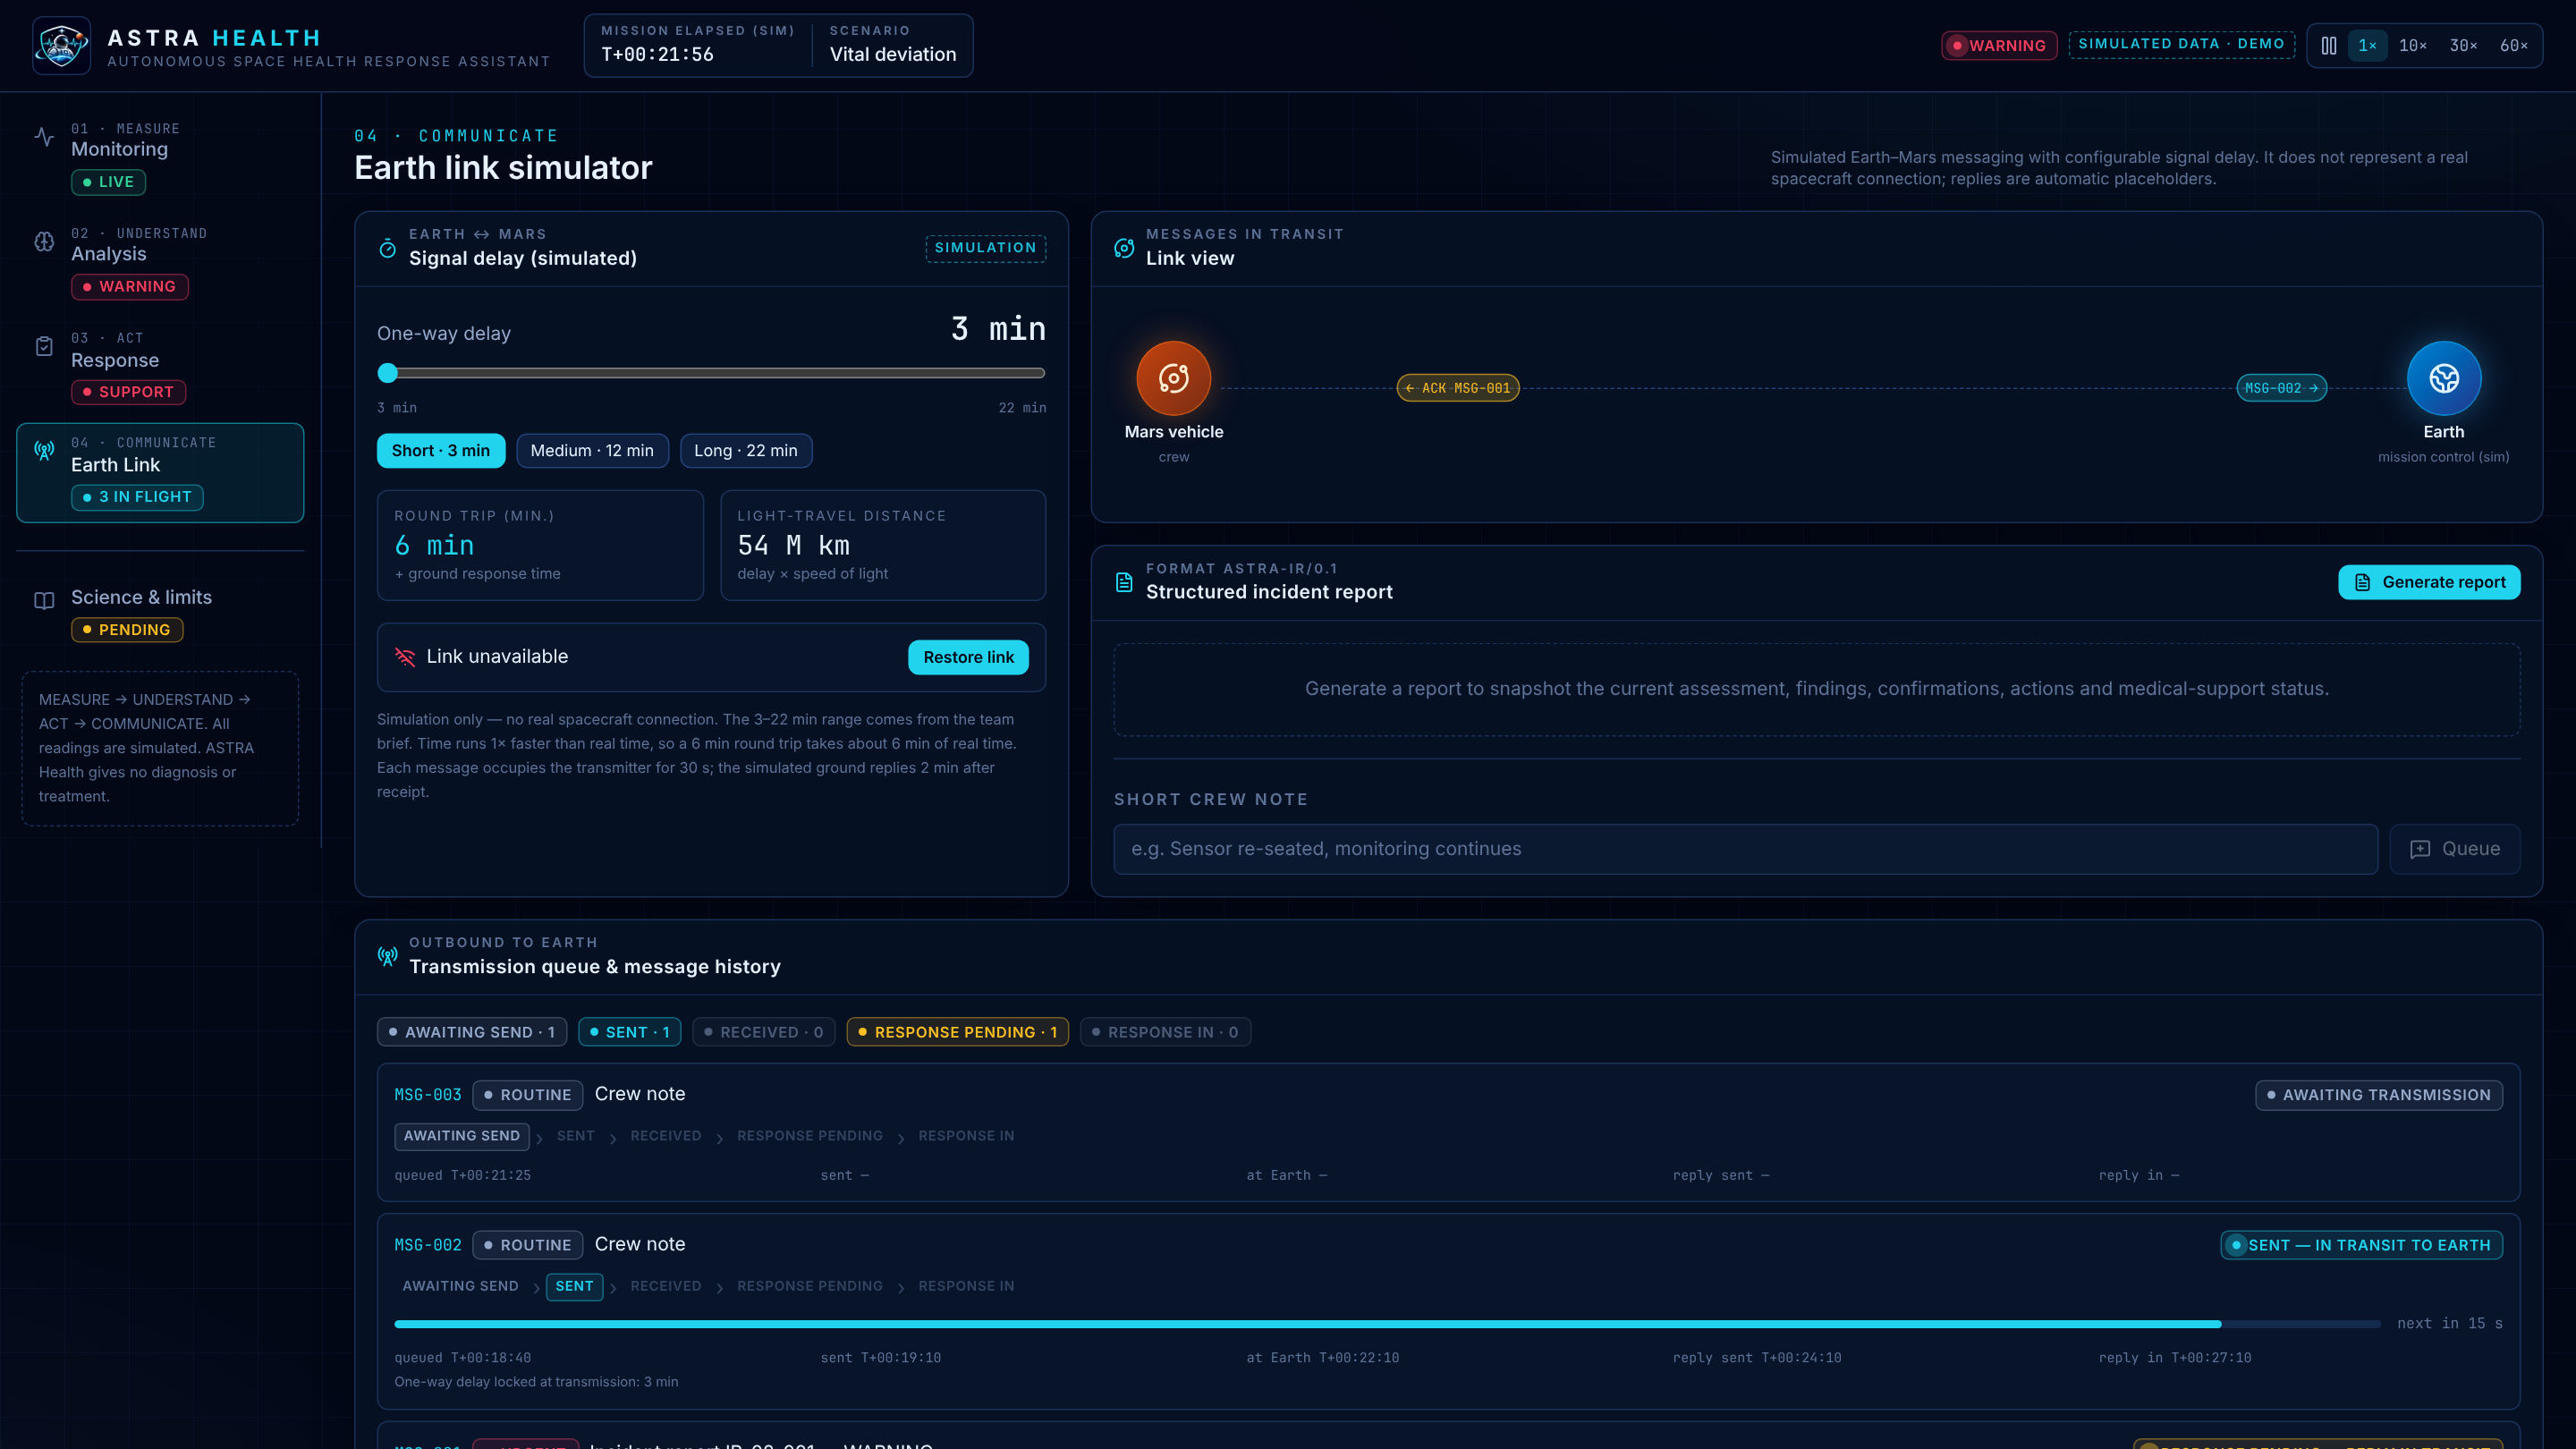 ASTRA HEALTH
AUTONOMOUS SPACE HEALTH RESPONSE ASSISTANT
MISSION ELAPSED (SIM)
T+00:21:56
SCENARIO
Vital deviation
WARNING
SIMULATED DATA · DEMO
1×
10×
30×
60×
01 · MEASURE
Monitoring
LIVE
02 · UNDERSTAND
Analysis
WARNING
03 · ACT
Response
SUPPORT
04 · COMMUNICATE
Earth Link
3 IN FLIGHT
Science & limits
PENDING
MEASURE → UNDERSTAND →
ACT → COMMUNICATE. All
readings are simulated. ASTRA
Health gives no diagnosis or
treatment.
04 · COMMUNICATE
Earth link simulator
Simulated Earth–Mars messaging with configurable signal delay. It does not represent a real
spacecraft connection; replies are automatic placeholders.
EARTH ↔ MARS
Signal delay (simulated)
SIMULATION
One-way delay
3 min
3 min
22 min
Short · 3 min
Medium · 12 min
Long · 22 min
ROUND TRIP (MIN.)
6 min
+ ground response time
LIGHT-TRAVEL DISTANCE
54 M km
delay × speed of light
Link unavailable
Restore link
Simulation only — no real spacecraft connection. The 3–22 min range comes from the team
brief. Time runs 1× faster than real time, so a 6 min round trip takes about 6 min of real time.
Each message occupies the transmitter for 30 s; the simulated ground replies 2 min after
receipt.
MESSAGES IN TRANSIT
Link view
← ACK MSG-001
MSG-002 →
Mars vehicle
crew
Earth
mission control (sim)
FORMAT ASTRA-IR/0.1
Structured incident report
Generate report
Generate a report to snapshot the current assessment, findings, confirmations, actions and medical-support status.
SHORT CREW NOTE
e.g. Sensor re-seated, monitoring continues
Queue
OUTBOUND TO EARTH
Transmission queue & message history
AWAITING SEND · 1
SENT · 1
RECEIVED · 0
RESPONSE PENDING · 1
RESPONSE IN · 0
MSG-003
ROUTINE
Crew note
AWAITING TRANSMISSION
AWAITING SEND › SENT › RECEIVED › RESPONSE PENDING › RESPONSE IN
queued T+00:21:25
sent —
at Earth —
reply sent —
reply in —
MSG-002
ROUTINE
Crew note
SENT — IN TRANSIT TO EARTH
AWAITING SEND › SENT › RECEIVED › RESPONSE PENDING › RESPONSE IN
next in 15 s
queued T+00:18:40
sent T+00:19:10
at Earth T+00:22:10
reply sent T+00:24:10
reply in T+00:27:10
One-way delay locked at transmission: 3 min